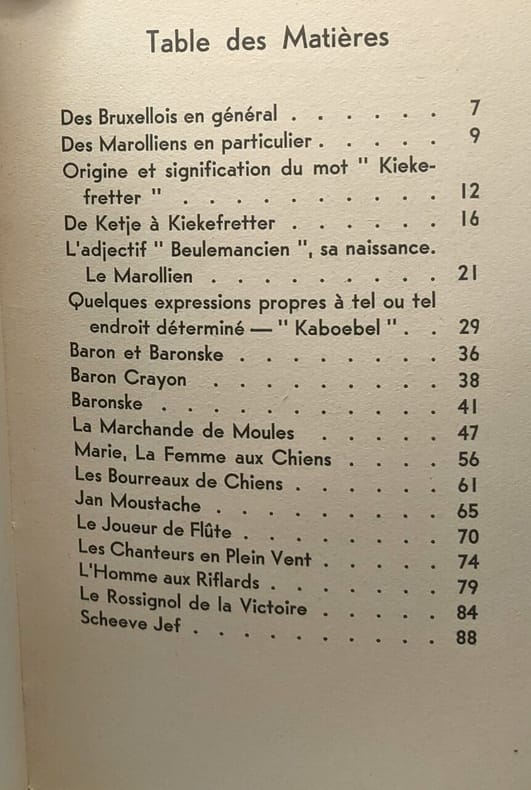 Table des Matières
Des Bruxellois en général . . . . . . 7
Des Marolliens en particulier . . . . . 9
Origine et signification du mot " Kieke-
fretter " . . . . . . . . . . 12
De Ketje à Kiekefretter . . . . . . 16
L'adjectif " Beulemancien ", sa naissance.
Le Marollien . . . . . . . . . 21
Quelques expressions propres à tel ou tel
endroit déterminé — " Kaboebel " . . 29
Baron et Baronske . . . . . . . . 36
Baron Crayon . . . . . . . . . 38
Baronske . . . . . . . . . . . 41
La Marchande de Moules . . . . . 47
Marie, La Femme aux Chiens . . . . 56
Les Bourreaux de Chiens . . . . . . 61
Jan Moustache . . . . . . . . . 65
Le Joueur de Flûte . . . . . . . . 70
Les Chanteurs en Plein Vent . . . . . 74
L'Homme aux Riflards . . . . . . . 79
Le Rossignol de la Victoire . . . . . 84
Scheeve Jef . . . . . . . . . . 88